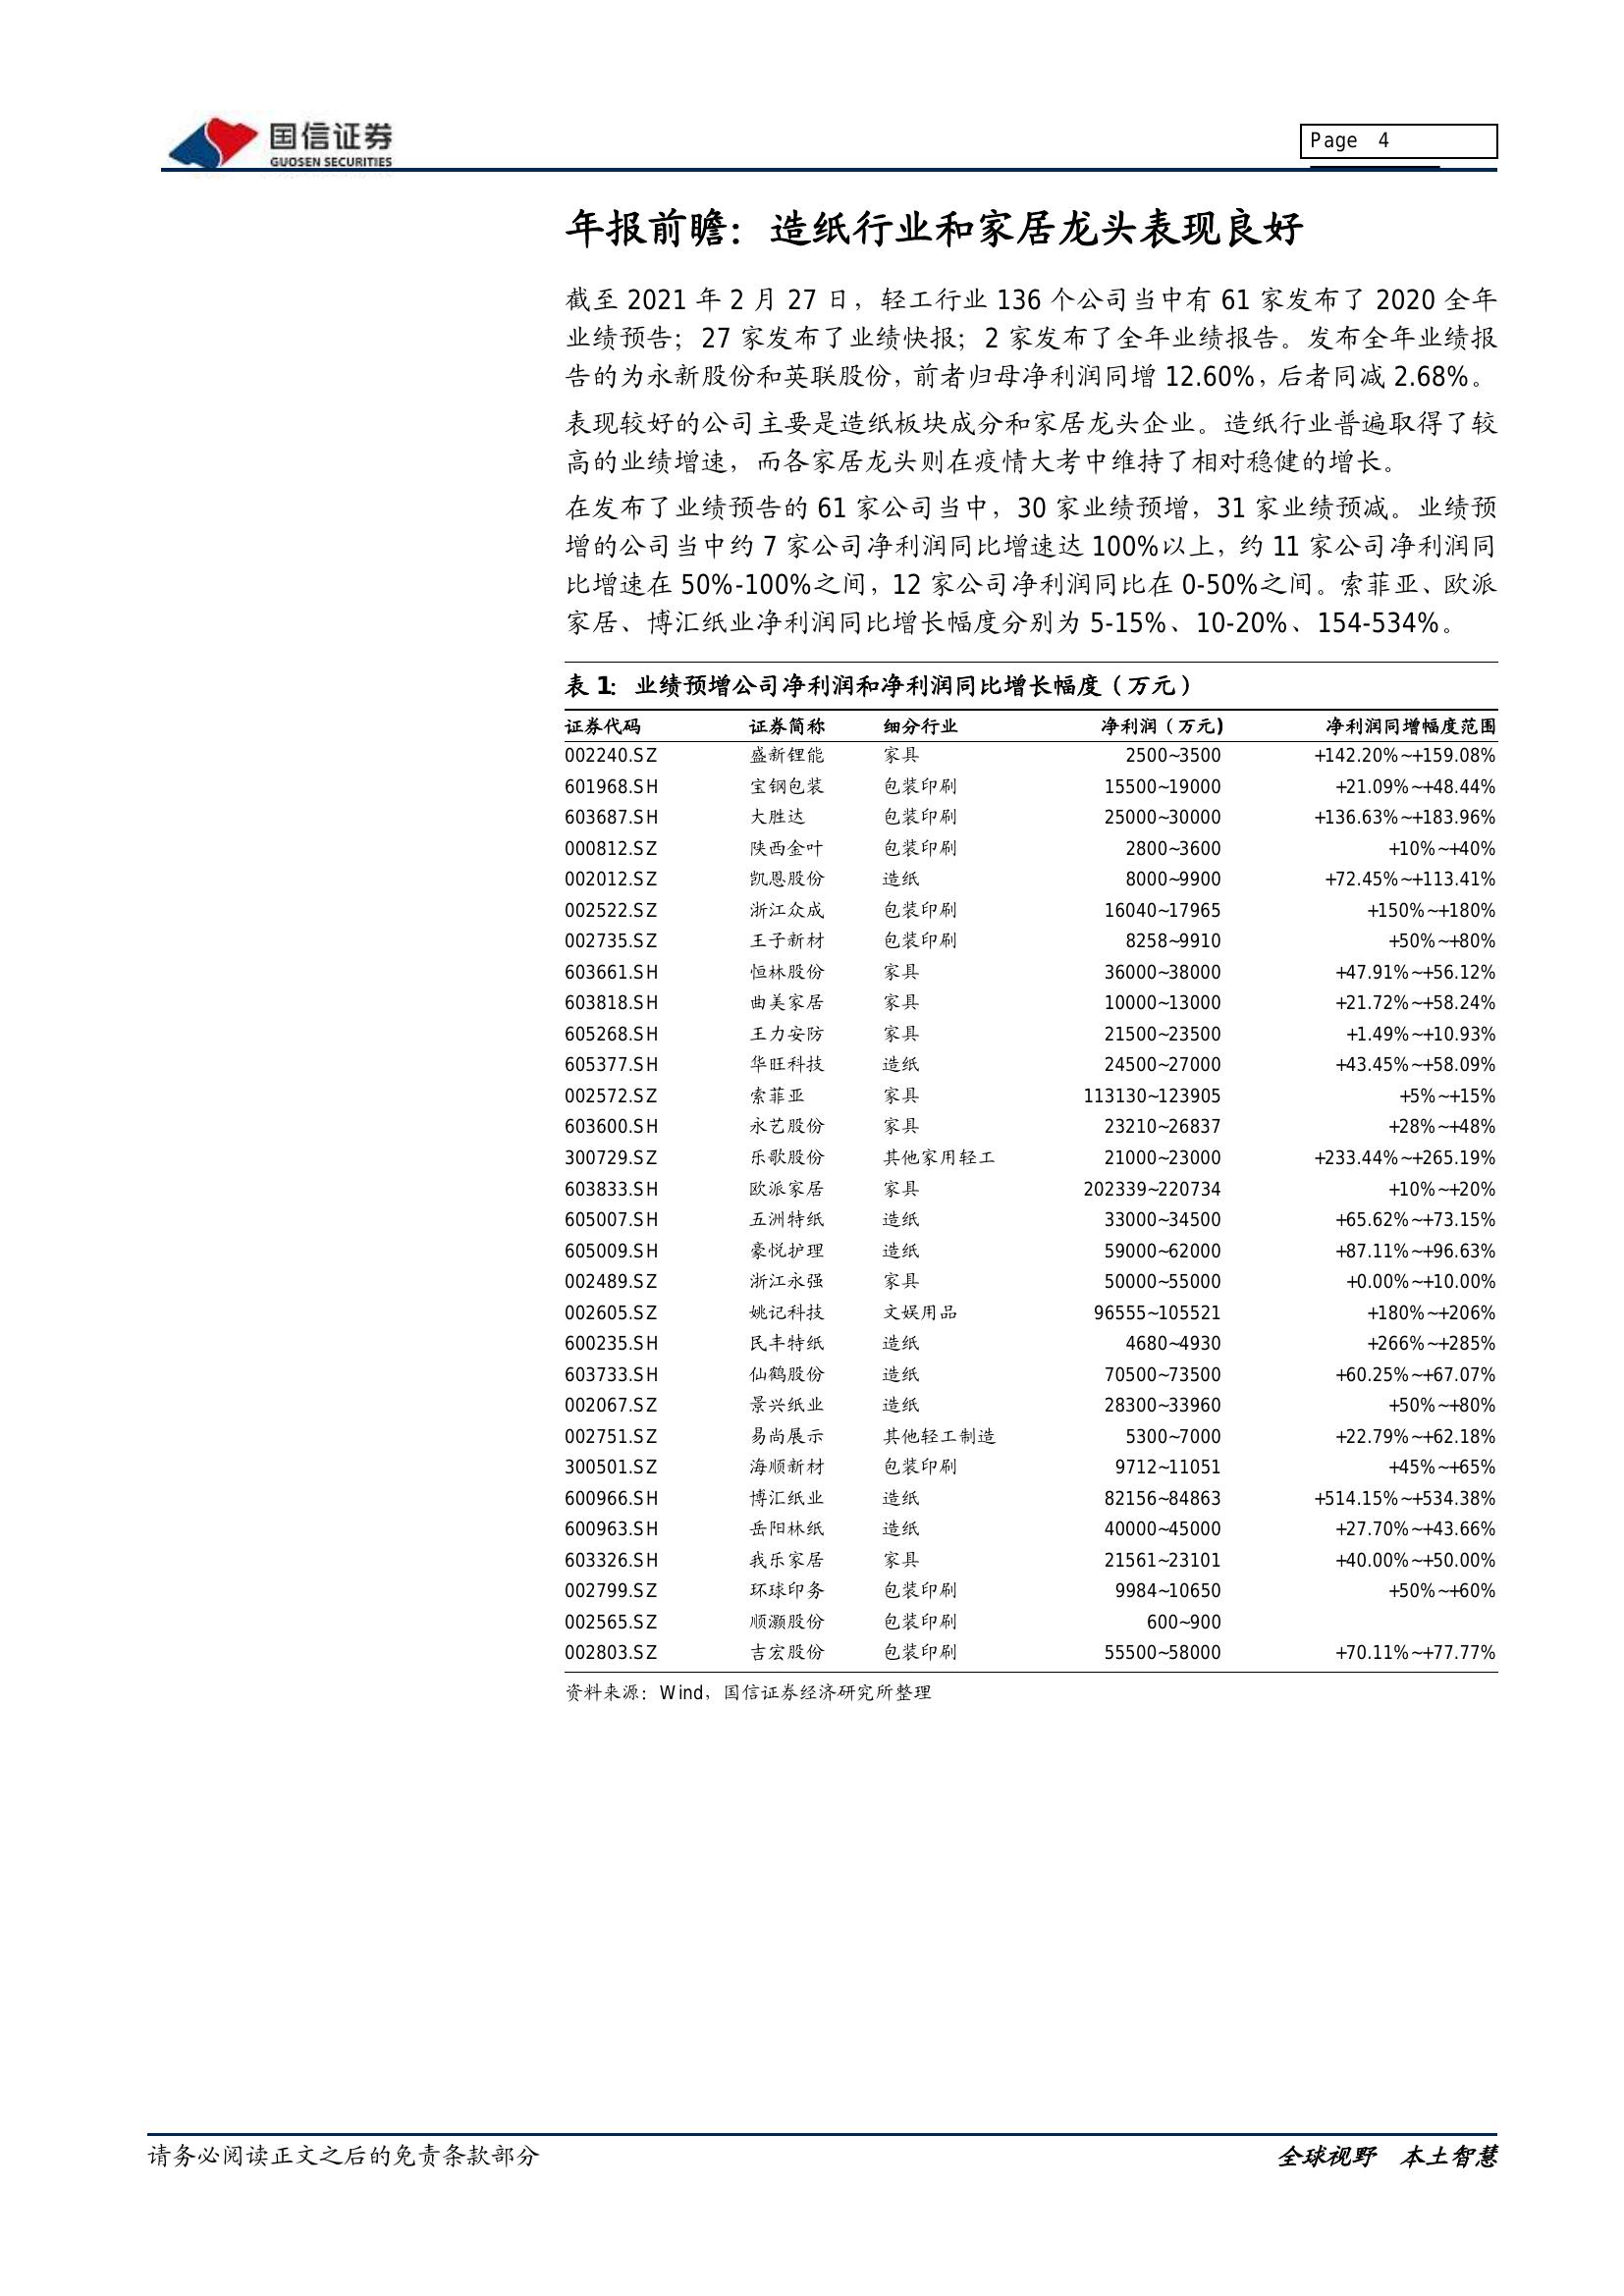 国信证券
GUOSEN SECURITIES
Page 4
年报前瞻：造纸行业和家居龙头表现良好
截至 2021 年 2 月 27 日，轻工行业 136 个公司当中有 61 家发布了 2020 全年
业绩预告；27 家发布了业绩快报；2 家发布了全年业绩报告。发布全年业绩报
告的为永新股份和英联股份，前者归母净利润同增 12.60%，后者同减 2.68%。
表现较好的公司主要是造纸板块成分和家居龙头企业。造纸行业普遍取得了较
高的业绩增速，而各家居龙头则在疫情大考中维持了相对稳健的增长。
在发布了业绩预告的 61 家公司当中，30 家业绩预增，31 家业绩预减。业绩预
增的公司当中约 7 家公司净利润同比增速达 100%以上，约 11 家公司净利润同
比增速在 50%-100%之间，12 家公司净利润同比在 0-50%之间。索菲亚、欧派
家居、博汇纸业净利润同比增长幅度分别为 5-15%、10-20%、154-534%。
表 1：业绩预增公司净利润和净利润同比增长幅度（万元）
证券代码 证券简称 细分行业 净利润（万元） 净利润同增幅度范围
002240.SZ 盛新锂能 家具 2500~3500 +142.20%~+159.08%
601968.SH 宝钢包装 包装印刷 15500~19000 +21.09%~+48.44%
603687.SH 大胜达 包装印刷 25000~30000 +136.63%~+183.96%
000812.SZ 陕西金叶 包装印刷 2800~3600 +10%~+40%
002012.SZ 凯恩股份 造纸 8000~9900 +72.45%~+113.41%
002522.SZ 浙江众成 包装印刷 16040~17965 +150%~+180%
002735.SZ 王子新材 包装印刷 8258~9910 +50%~+80%
603661.SH 恒林股份 家具 36000~38000 +47.91%~+56.12%
603818.SH 曲美家居 家具 10000~13000 +21.72%~+58.24%
605268.SH 王力安防 家具 21500~23500 +1.49%~+10.93%
605377.SH 华旺科技 造纸 24500~27000 +43.45%~+58.09%
002572.SZ 索菲亚 家具 113130~123905 +5%~+15%
603600.SH 永艺股份 家具 23210~26837 +28%~+48%
300729.SZ 乐歌股份 其他家用轻工 21000~23000 +233.44%~+265.19%
603833.SH 欧派家居 家具 202339~220734 +10%~+20%
605007.SH 五洲特纸 造纸 33000~34500 +65.62%~+73.15%
605009.SH 豪悦护理 造纸 59000~62000 +87.11%~+96.63%
002489.SZ 浙江永强 家具 50000~55000 +0.00%~+10.00%
002605.SZ 姚记科技 文娱用品 96555~105521 +180%~+206%
600235.SH 民丰特纸 造纸 4680~4930 +266%~+285%
603733.SH 仙鹤股份 造纸 70500~73500 +60.25%~+67.07%
002067.SZ 景兴纸业 造纸 28300~33960 +50%~+80%
002751.SZ 易尚展示 其他轻工制造 5300~7000 +22.79%~+62.18%
300501.SZ 海顺新材 包装印刷 9712~11051 +45%~+65%
600966.SH 博汇纸业 造纸 82156~84863 +514.15%~+534.38%
600963.SH 岳阳林纸 造纸 40000~45000 +27.70%~+43.66%
603326.SH 我乐家居 家具 21561~23101 +40.00%~+50.00%
002799.SZ 环球印务 包装印刷 9984~10650 +50%~+60%
002565.SZ 顺灏股份 包装印刷 600~900
002803.SZ 吉宏股份 包装印刷 55500~58000 +70.11%~+77.77%
资料来源：Wind，国信证券经济研究所整理
请务必阅读正文之后的免责条款部分
全球视野 本土智慧